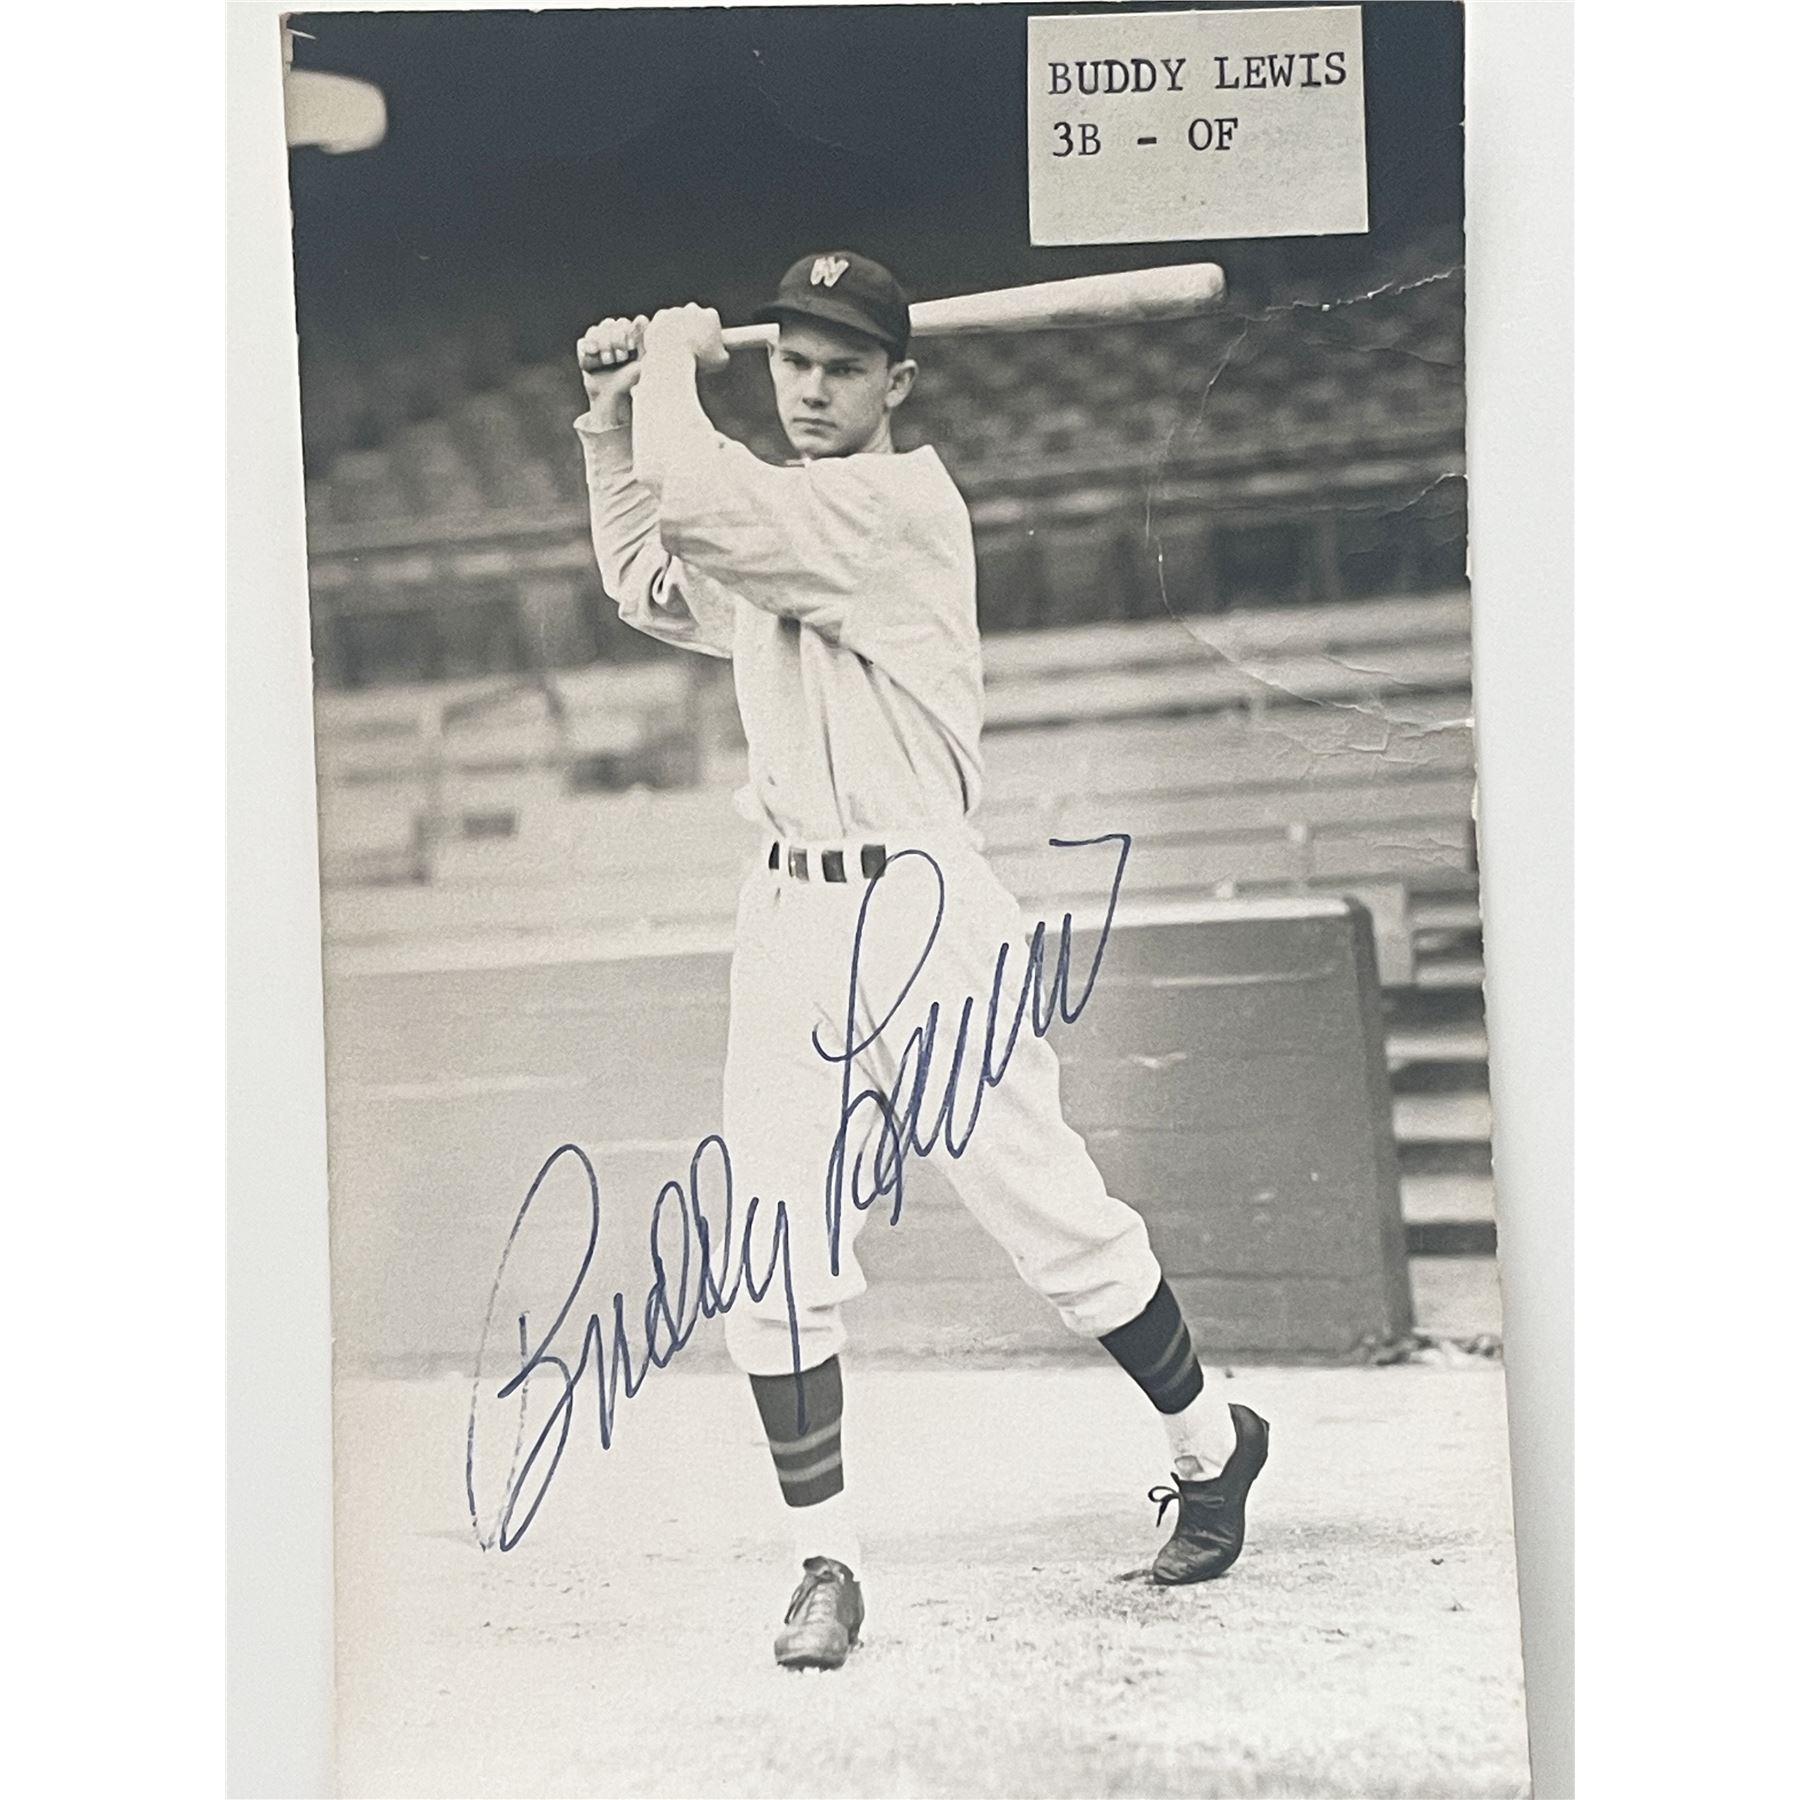 BUDDY LEWIS
3B - OF
W
Buddy Lewis